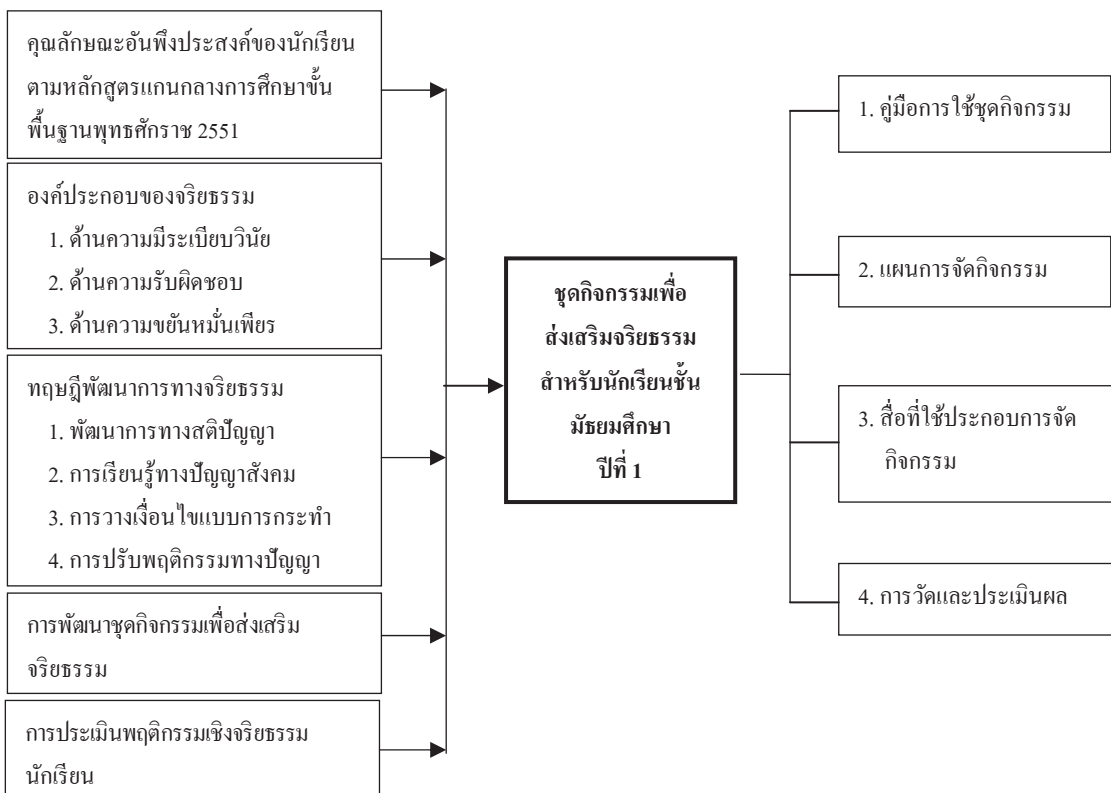 คุณลักษณะอันพึงประสงค์ของนักเรียน
ตามหลักสูตรแกนกลางการศึกษาขั้น
พื้นฐานพุทธศักราช 2551
องค์ประกอบของจริยธรรม
1. ด้านความมีระเบียบวินัย
2. ด้านความรับผิดชอบ
3. ด้านความขยันหมั่นเพียร
ทฤษฎีพัฒนาการทางจริยธรรม
1. พัฒนาการทางสติปัญญา
2. การเรียนรู้ทางปัญญาสังคม
3. การวางเงื่อนไขแบบการกระทำ
4. การปรับพฤติกรรมทางปัญญา
การพัฒนาชุดกิจกรรมเพื่อส่งเสริม
จริยธรรม
การประเมินพฤติกรรมเชิงจริยธรรม
นักเรียน
ชุดกิจกรรมเพื่อ
ส่งเสริมจริยธรรม
สำหรับนักเรียนชั้น
มัธยมศึกษา
ปีที่ 1
1. คู่มือการใช้ชุดกิจกรรม
2. แผนการจัดกิจกรรม
3. สื่อที่ใช้ประกอบการจัด
กิจกรรม
4. การวัดและประเมินผล